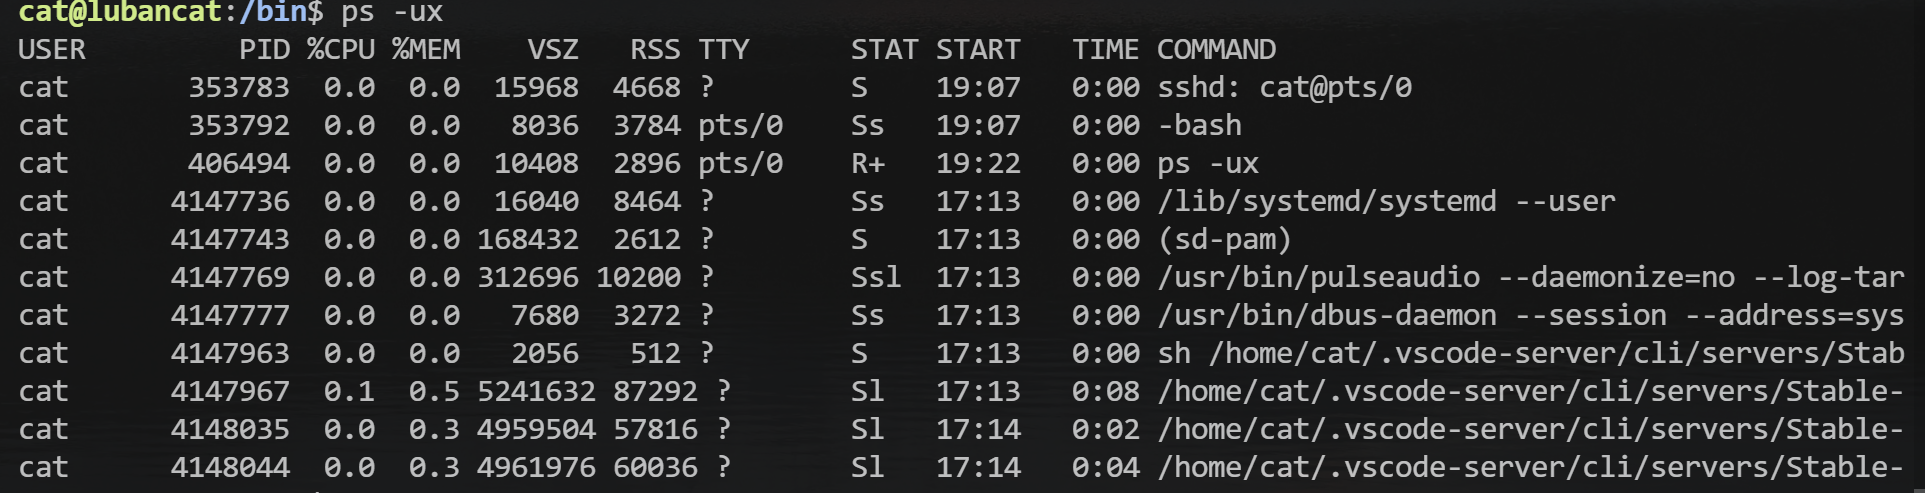 cat@lubancat:/bin$ ps -ux
USER         PID %CPU %MEM    VSZ   RSS TTY      STAT START   TIME COMMAND
cat       353783  0.0  0.0  15968  4668 ?        S    19:07   0:00 sshd: cat@pts/0
cat       353792  0.0  0.0   8036  3784 pts/0    Ss   19:07   0:00 -bash
cat       406494  0.0  0.0  10408  2896 pts/0    R+   19:22   0:00 ps -ux
cat      4147736  0.0  0.0  16040  8464 ?        Ss   17:13   0:00 /lib/systemd/systemd --user
cat      4147743  0.0  0.0 168432  2612 ?        S    17:13   0:00 (sd-pam)
cat      4147769  0.0  0.0 312696 10200 ?        Ssl  17:13   0:00 /usr/bin/pulseaudio --daemonize=no --log-tar
cat      4147777  0.0  0.0   7680  3272 ?        Ss   17:13   0:00 /usr/bin/dbus-daemon --session --address=sys
cat      4147963  0.0  0.0   2056   512 ?        S    17:13   0:00 sh /home/cat/.vscode-server/cli/servers/Stab
cat      4147967  0.1  0.5 5241632 87292 ?       Sl   17:13   0:08 /home/cat/.vscode-server/cli/servers/Stable-
cat      4148035  0.0  0.3 4959504 57816 ?       Sl   17:14   0:02 /home/cat/.vscode-server/cli/servers/Stable-
cat      4148044  0.0  0.3 4961976 60036 ?       Sl   17:14   0:04 /home/cat/.vscode-server/cli/servers/Stable-